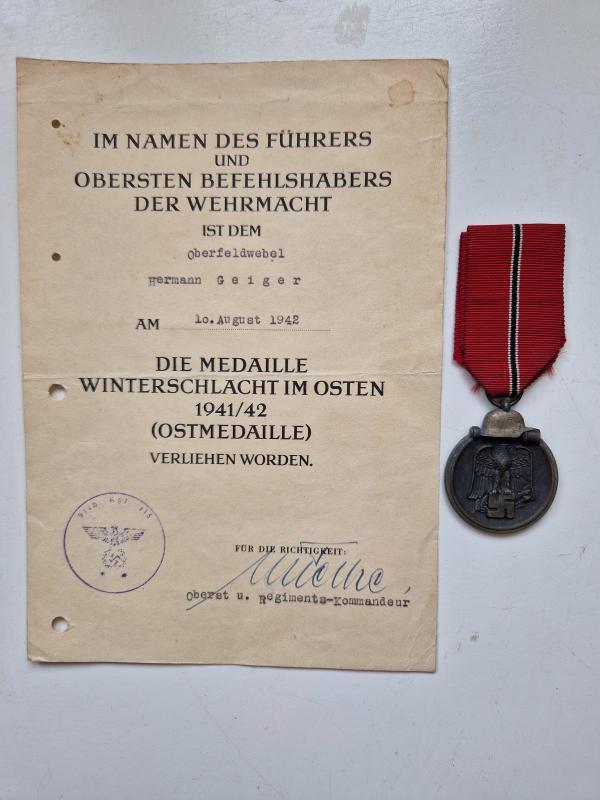 IM NAMEN DES FÜHRERS
UND
OBERSTEN BEFEHLSHABERS
DER WEHRMACHT
IST DEM
Oberfeldwebel
Hermann Geiger
AM 10.August 1942
DIE MEDAILLE
WINTERSCHLACHT IM OSTEN
1941/42
(OSTMEDAILLE)
VERLIEHEN WORDEN.
FÜR DIE RICHTIGKEIT:
Oberst u. Regiments-Kommandeur